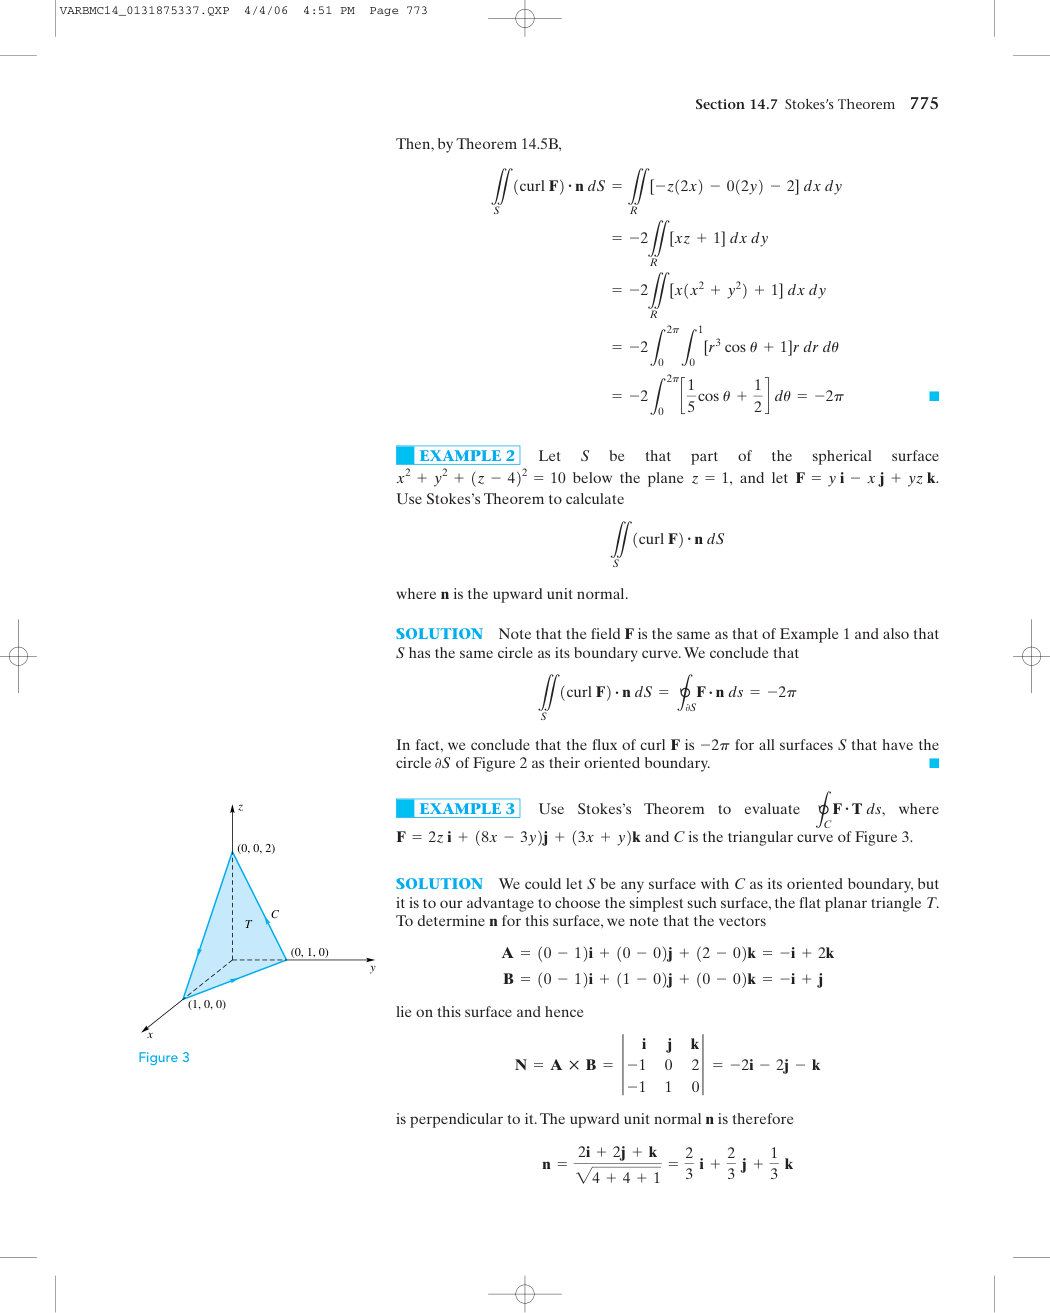 VARBMC14_0131875337.QXP 4/4/06 4:51 PM Page 773
Section 14.7 Stokes's Theorem 775
Then, by Theorem 14.5B,
∬_S (curl F) · n dS = ∬_R [−z(2x) − 0(2y) − 2] dx dy
= −2∬_R [xz + 1] dx dy
= −2∬_R [x(x² + y²) + 1] dx dy
= −2 ∫_0^{2π} ∫_0^1 [r³ cos θ + 1]r dr dθ
= −2 ∫_0^{2π} [1/5 cos θ + 1/2] dθ = −2π
EXAMPLE 2 Let S be that part of the spherical surface
x² + y² + (z − 4)² = 10 below the plane z = 1, and let F = y i − x j + yz k.
Use Stokes's Theorem to calculate
∬_S (curl F) · n dS
where n is the upward unit normal.
SOLUTION Note that the field F is the same as that of Example 1 and also that
S has the same circle as its boundary curve. We conclude that
∬_S (curl F) · n dS = ∮_{∂S} F · n ds = −2π
In fact, we conclude that the flux of curl F is −2π for all surfaces S that have the
circle ∂S of Figure 2 as their oriented boundary.
EXAMPLE 3 Use Stokes's Theorem to evaluate ∮_C F · T ds, where
F = 2z i + (8x − 3y)j + (3x + y)k and C is the triangular curve of Figure 3.
SOLUTION We could let S be any surface with C as its oriented boundary, but
it is to our advantage to choose the simplest such surface, the flat planar triangle T.
To determine n for this surface, we note that the vectors
A = (0 − 1)i + (0 − 0)j + (2 − 0)k = −i + 2k
B = (0 − 1)i + (1 − 0)j + (0 − 0)k = −i + j
lie on this surface and hence
N = A × B = | i j k |
| −1 0 2 | = −2i − 2j − k
| −1 1 0 |
is perpendicular to it. The upward unit normal n is therefore
n = (2i + 2j + k)/√(4 + 4 + 1) = 2/3 i + 2/3 j + 1/3 k
z
(0, 0, 2)
C
T
(0, 1, 0)
y
(1, 0, 0)
x
Figure 3